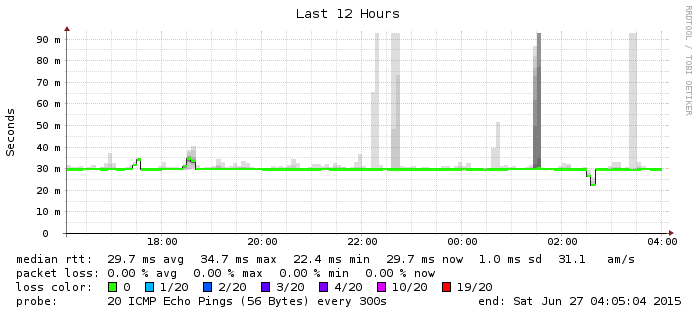 Last 12 Hours
RRDTOOL / TOBI OETIKER
Seconds
90 m
80 m
70 m
60 m
50 m
40 m
30 m
20 m
10 m
0
18:00 20:00 22:00 00:00 02:00 04:00
median rtt: 29.7 ms avg 34.7 ms max 22.4 ms min 29.7 ms now 1.0 ms sd 31.1 am/s
packet loss: 0.00 % avg 0.00 % max 0.00 % min 0.00 % now
loss color: 0 1/20 2/20 3/20 4/20 10/20 19/20
probe: 20 ICMP Echo Pings (56 Bytes) every 300s end: Sat Jun 27 04:05:04 2015